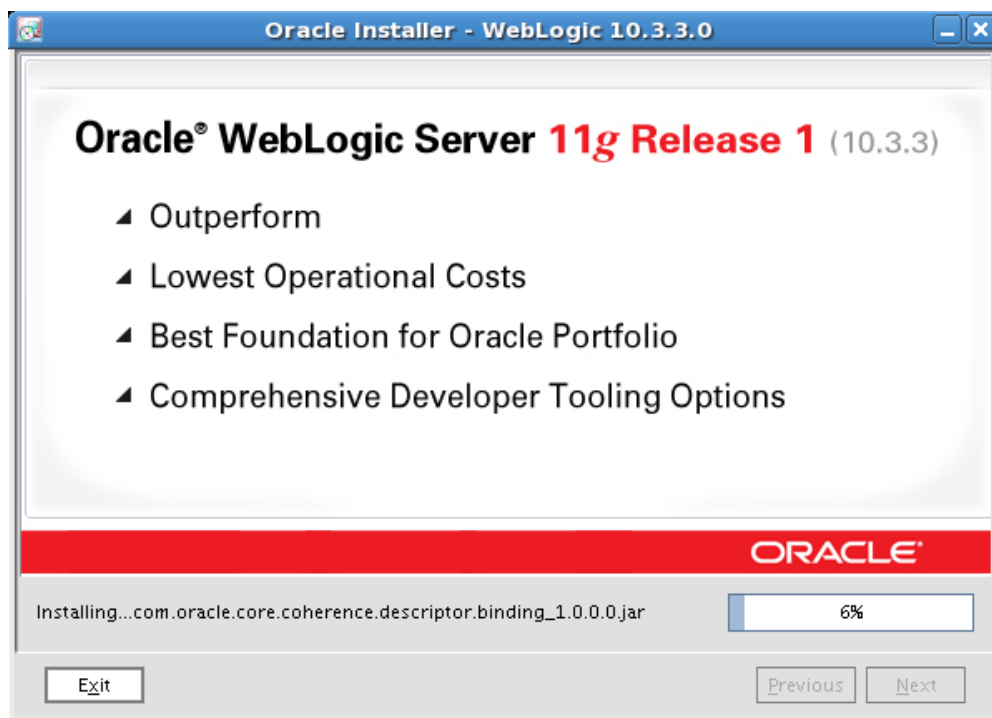 Oracle Installer - WebLogic 10.3.3.0
Oracle® WebLogic Server 11g Release 1 (10.3.3)
Outperform
Lowest Operational Costs
Best Foundation for Oracle Portfolio
Comprehensive Developer Tooling Options
ORACLE
Installing...com.oracle.core.coherence.descriptor.binding_1.0.0.0.jar
6%
Exit
Previous
Next